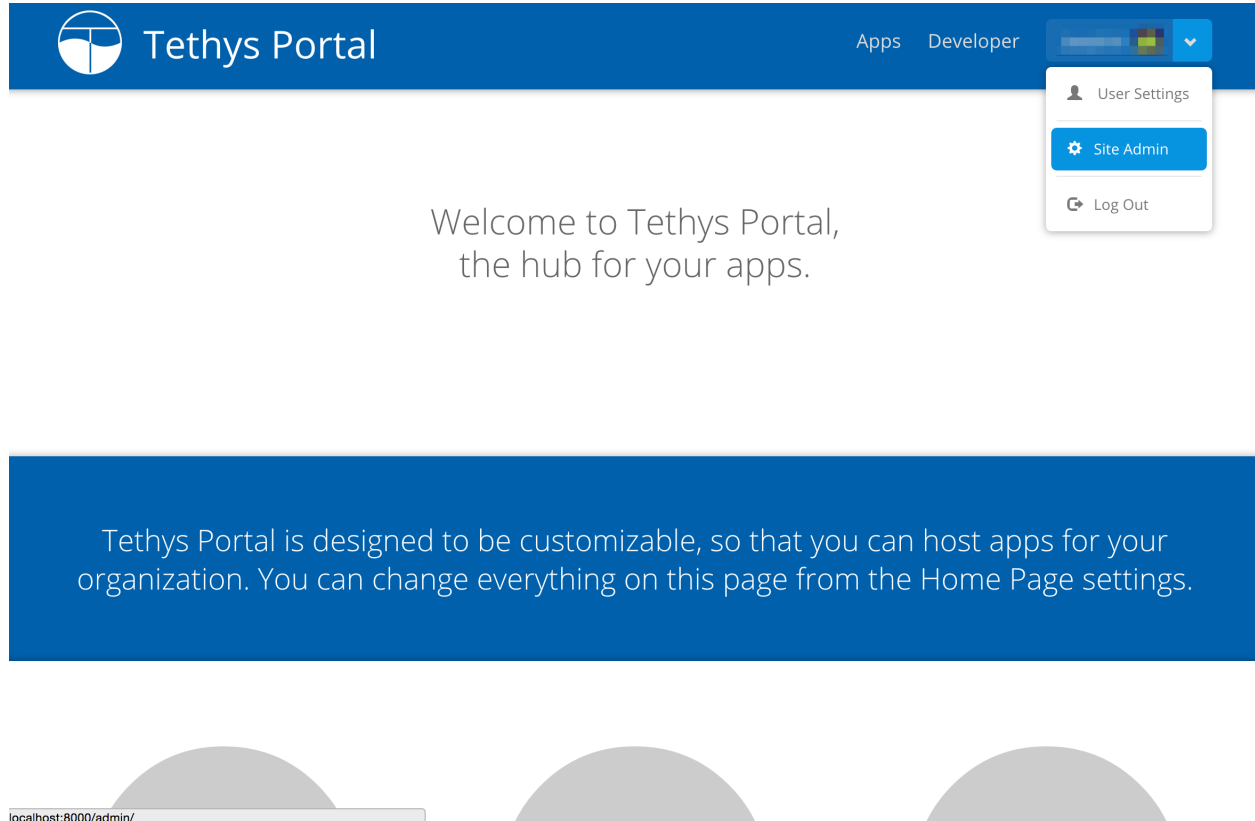 Tethys Portal
Apps Developer
User Settings
Site Admin
Log Out
Welcome to Tethys Portal,
the hub for your apps.
Tethys Portal is designed to be customizable, so that you can host apps for your
organization. You can change everything on this page from the Home Page settings.
localhost:8000/admin/